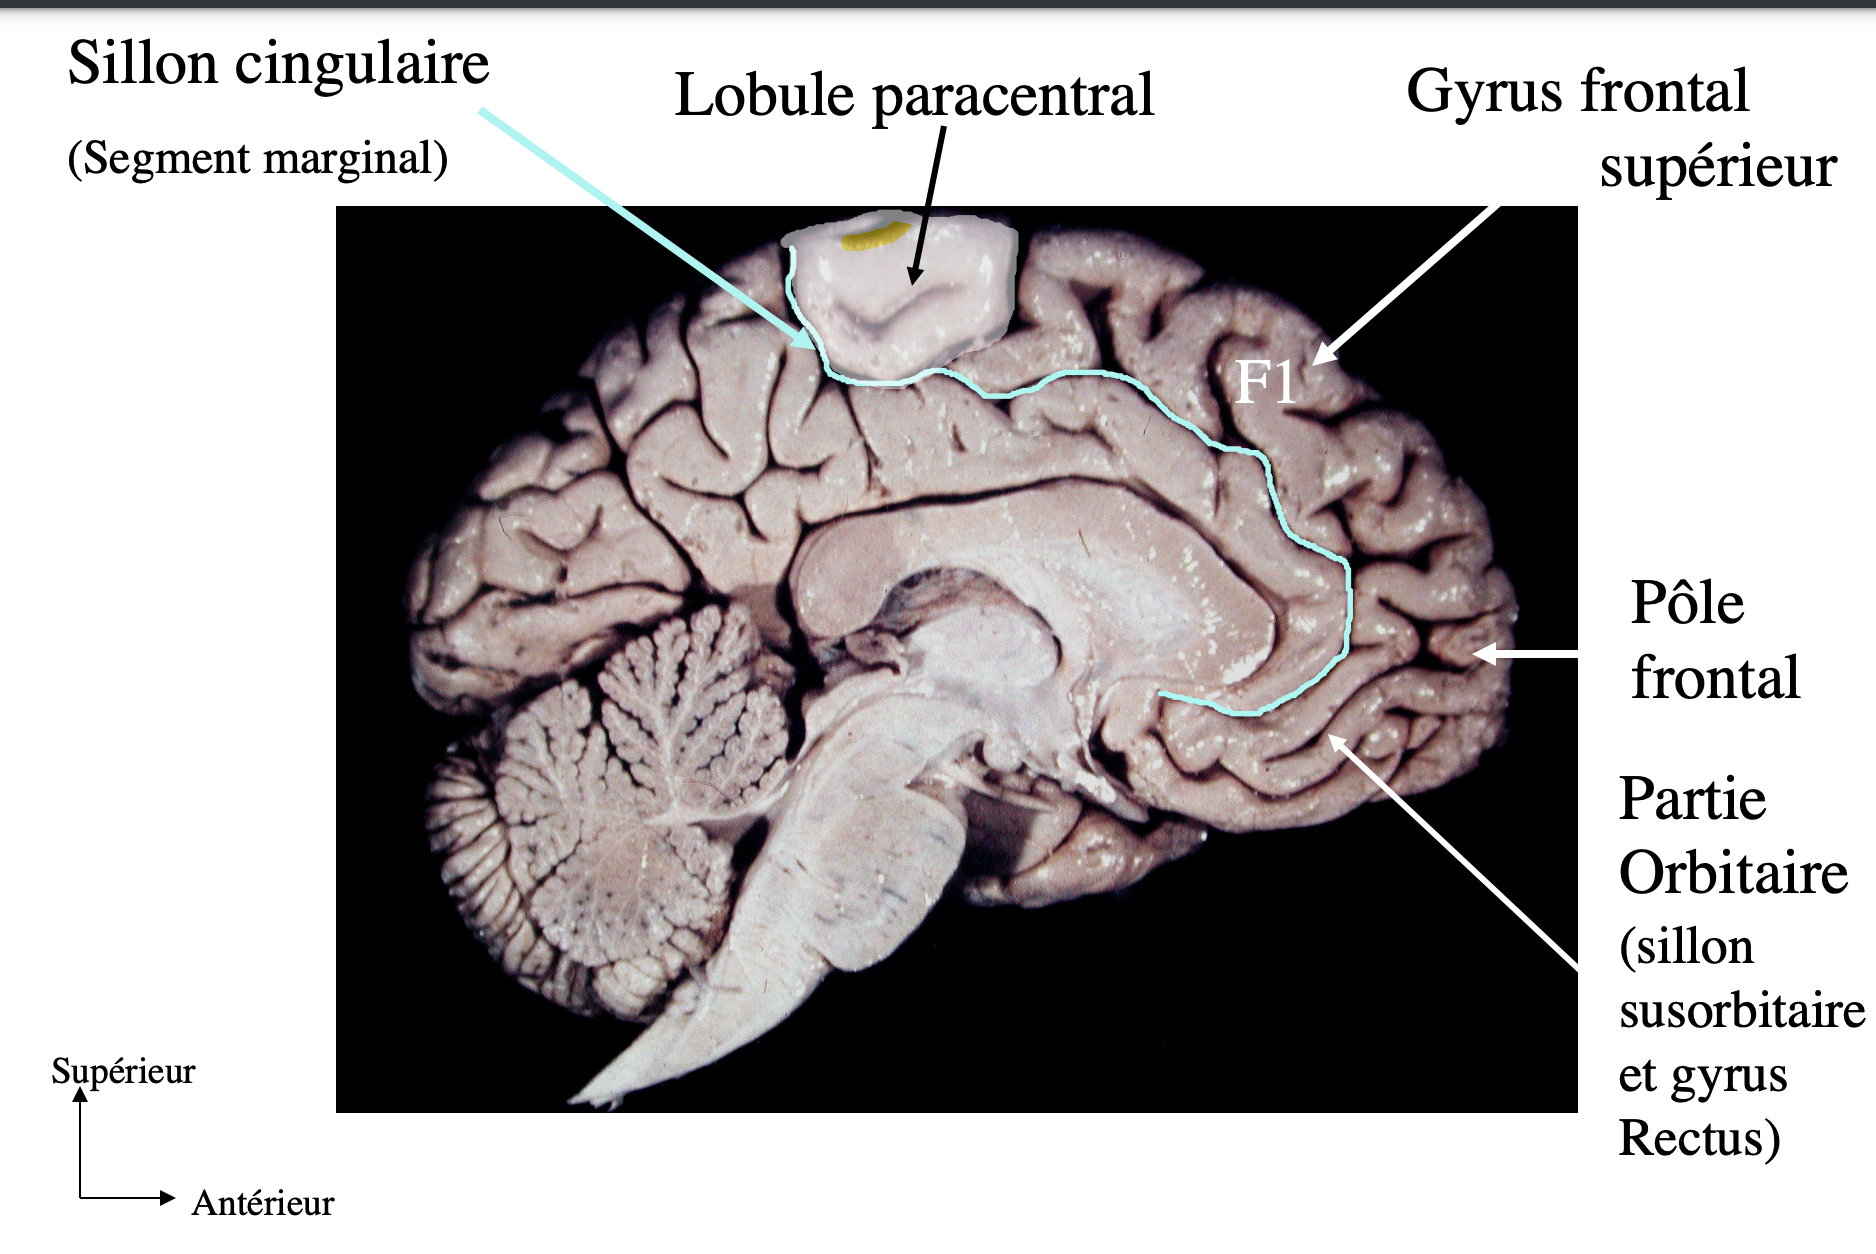 Sillon cingulaire
(Segment marginal)
Lobule paracentral
Gyrus frontal
supérieur
F1
Pôle
frontal
Partie
Orbitaire
(sillon
susorbitaire
et gyrus
Rectus)
Supérieur
Antérieur